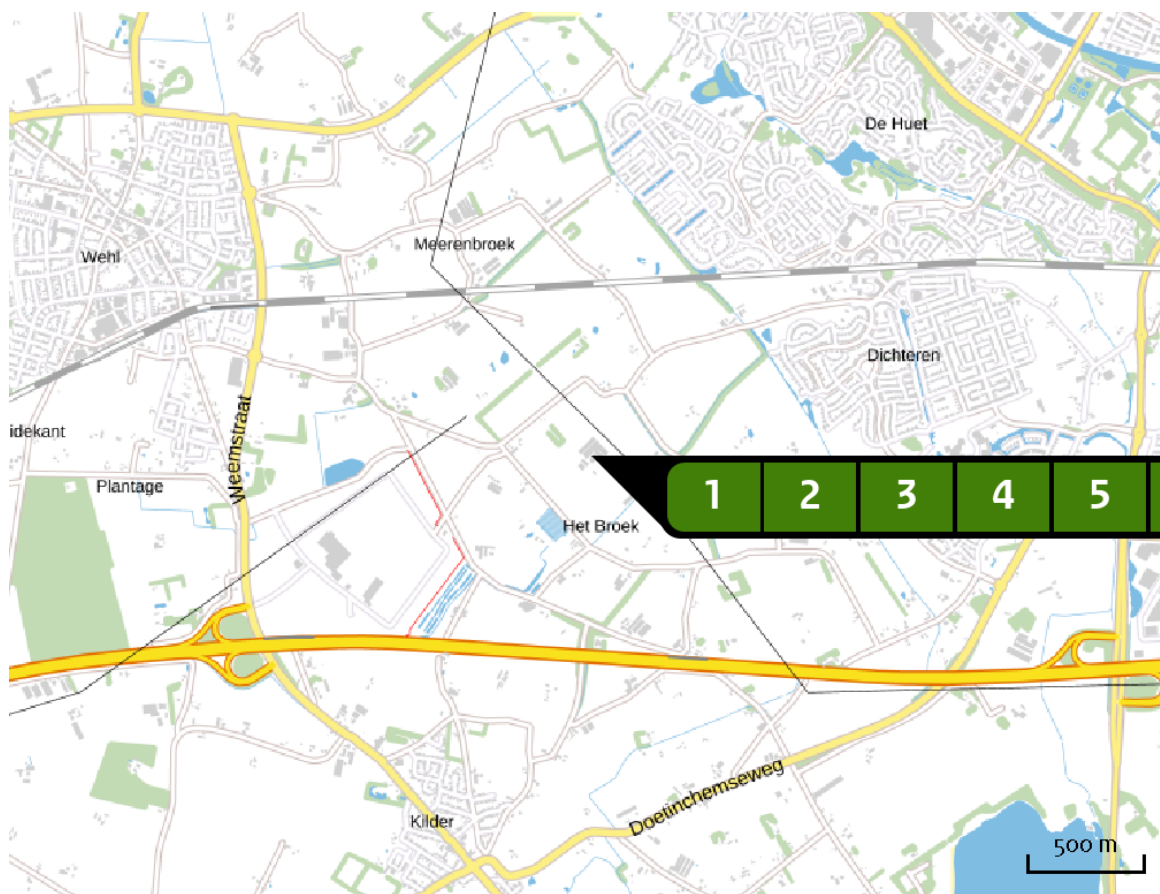 De Huet
Meerenbroek
Wehl
Dichteren
Weemstraat
idekant
Plantage
1 2 3 4 5
Het Broek
Doetinchemseweg
Kilder
500 m